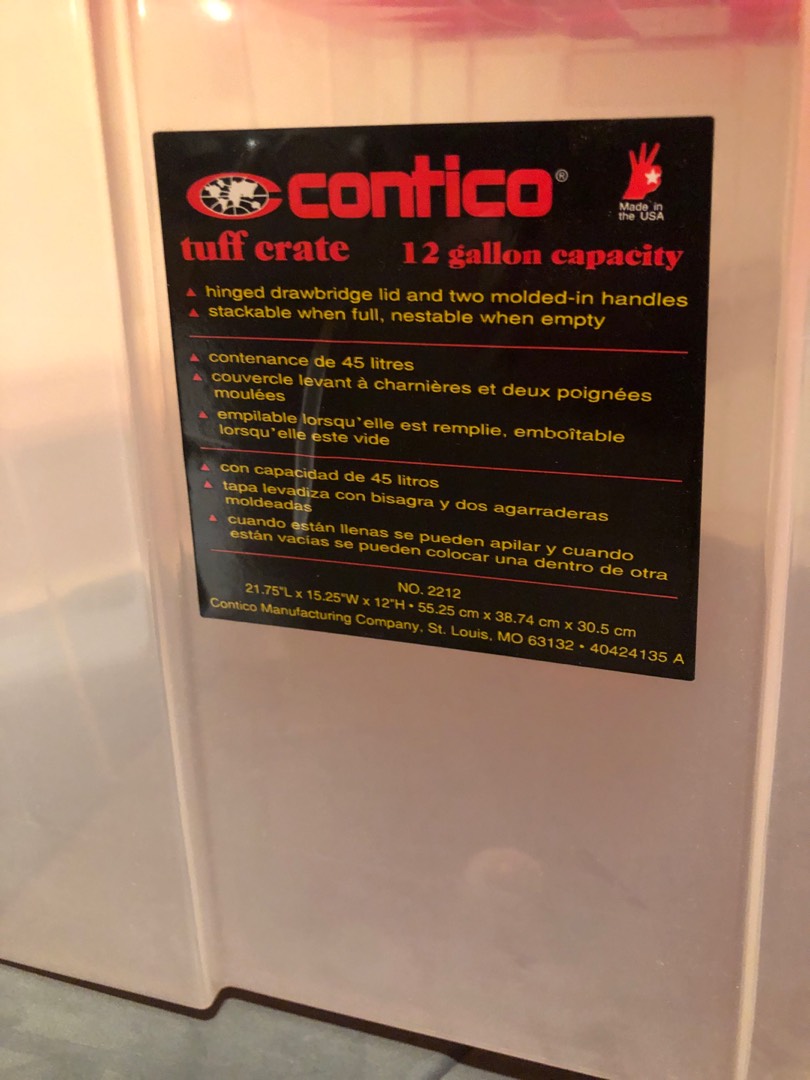 contico®
Made in
the USA
tuff crate 12 gallon capacity
▲ hinged drawbridge lid and two molded-in handles
▲ stackable when full, nestable when empty
▲ contenance de 45 litres
▲ couvercle levant à charnières et deux poignées
moulées
▲ empilable lorsqu'elle est remplie, emboîtable
lorsqu'elle este vide
▲ con capacidad de 45 litros
▲ tapa levadiza con bisagra y dos agarraderas
moldeadas
▲ cuando están llenas se pueden apilar y cuando
están vacías se pueden colocar una dentro de otra
NO. 2212
21.75"L x 15.25"W x 12"H • 55.25 cm x 38.74 cm x 30.5 cm
Contico Manufacturing Company, St. Louis, MO 63132 • 40424135 A